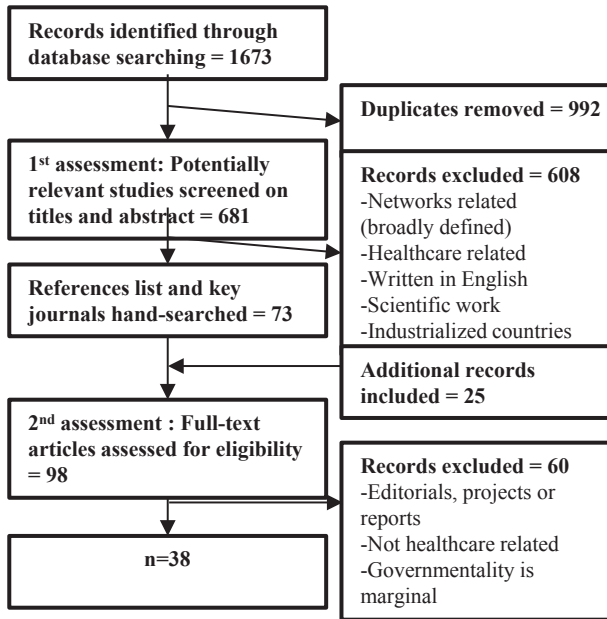 Records identified through
database searching = 1673
Duplicates removed = 992
1st assessment: Potentially
relevant studies screened on
titles and abstract = 681
Records excluded = 608
-Networks related
(broadly defined)
-Healthcare related
-Written in English
-Scientific work
-Industrialized countries
References list and key
journals hand-searched = 73
Additional records
included = 25
2nd assessment : Full-text
articles assessed for eligibility
= 98
Records excluded = 60
-Editorials, projects or
reports
-Not healthcare related
-Governmentality is
marginal
n=38